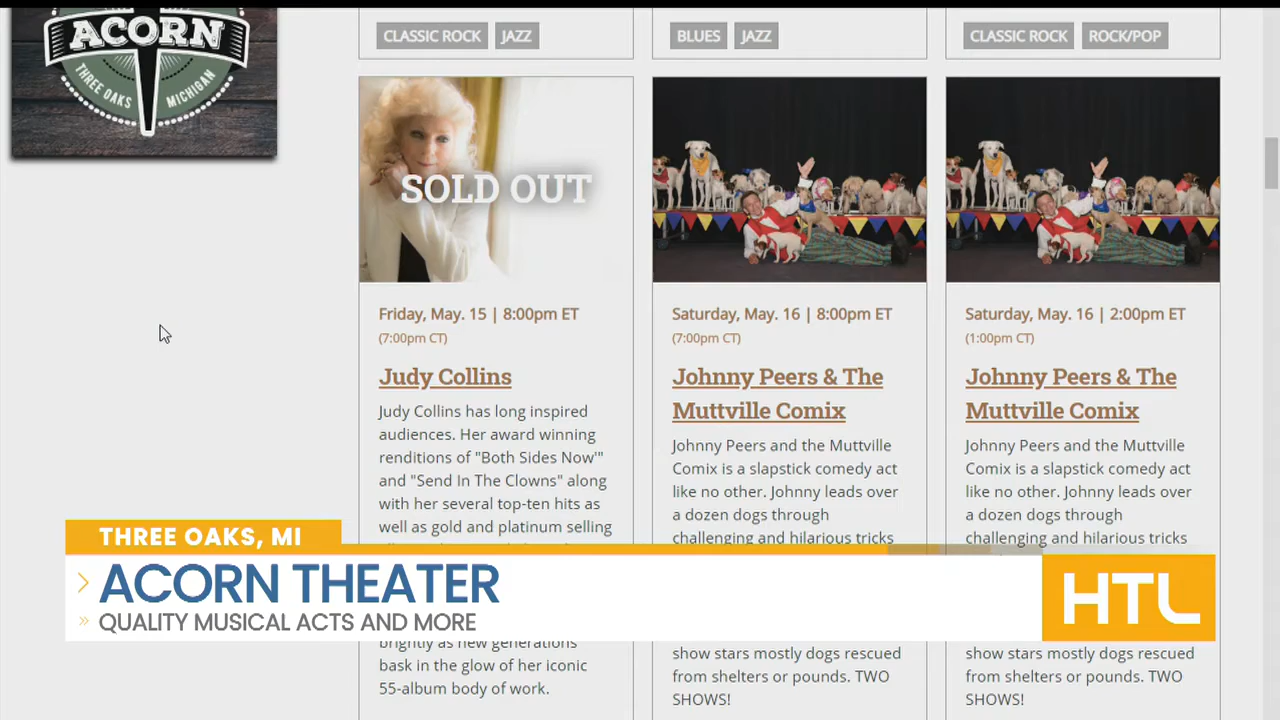 ACORN
THREE OAKS
MICHIGAN
CLASSIC ROCK
JAZZ
BLUES
JAZZ
CLASSIC ROCK
ROCK/POP
SOLD OUT
Friday, May. 15 | 8:00pm ET
(7:00pm CT)
Judy Collins
Judy Collins has long inspired
audiences. Her award winning
renditions of "Both Sides Now'"
and "Send In The Clowns" along
with her several top-ten hits as
well as gold and platinum selling
brightly as new generations
bask in the glow of her iconic
55-album body of work.
Saturday, May. 16 | 8:00pm ET
(7:00pm CT)
Johnny Peers & The
Muttville Comix
Johnny Peers and the Muttville
Comix is a slapstick comedy act
like no other. Johnny leads over
a dozen dogs through
challenging and hilarious tricks
show stars mostly dogs rescued
from shelters or pounds. TWO
SHOWS!
Saturday, May. 16 | 2:00pm ET
(1:00pm CT)
Johnny Peers & The
Muttville Comix
Johnny Peers and the Muttville
Comix is a slapstick comedy act
like no other. Johnny leads over
a dozen dogs through
challenging and hilarious tricks
show stars mostly dogs rescued
from shelters or pounds. TWO
SHOWS!
THREE OAKS, MI
ACORN THEATER
QUALITY MUSICAL ACTS AND MORE
HTL